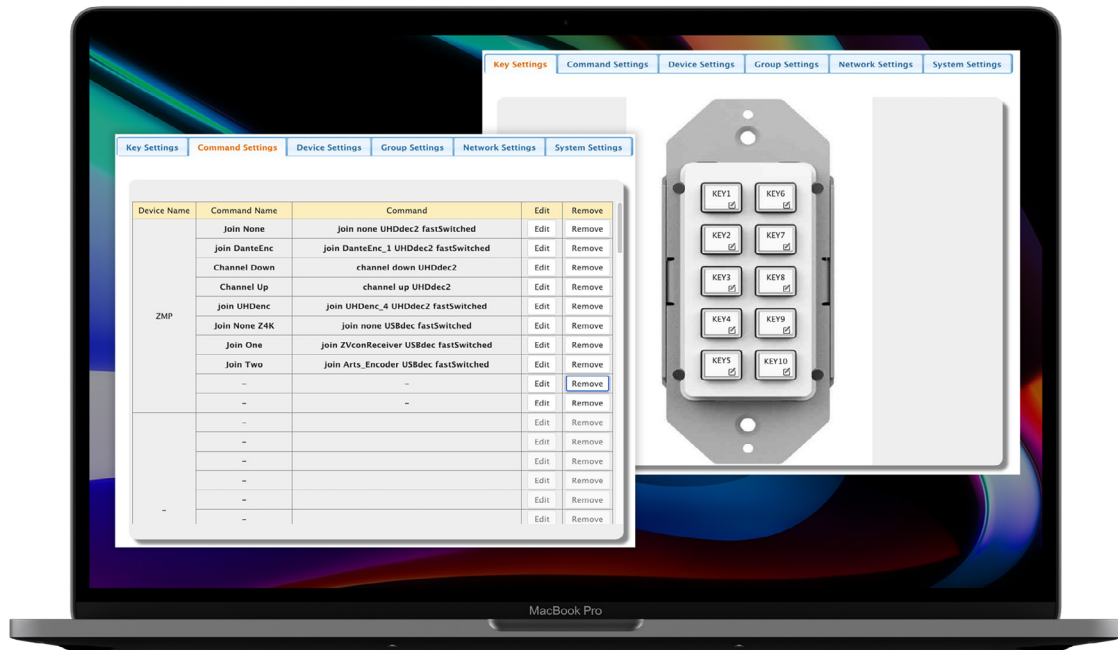 Key Settings Command Settings Device Settings Group Settings Network Settings System Settings
KEY1 KEY6
KEY2 KEY7
KEY3 KEY8
KEY4 KEY9
KEY5 KEY10
Key Settings Command Settings Device Settings Group Settings Network Settings System Settings
Device Name Command Name Command Edit Remove
Join None join none UHDdec2 fastSwitched Edit Remove
join DanteEnc join DanteEnc_1 UHDdec2 fastSwitched Edit Remove
Channel Down channel down UHDdec2 Edit Remove
Channel Up channel up UHDdec2 Edit Remove
join UHDenc join UHDenc_4 UHDdec2 fastSwitched Edit Remove
ZMP
Join None Z4K join none USBdec fastSwitched Edit Remove
Join One join ZVconReceiver USBdec fastSwitched Edit Remove
Join Two join Arts_Encoder USBdec fastSwitched Edit Remove
– – Edit Remove
– – Edit Remove
– Edit Remove
– Edit Remove
– Edit Remove
– Edit Remove
– Edit Remove
–
– Edit Remove
MacBook Pro